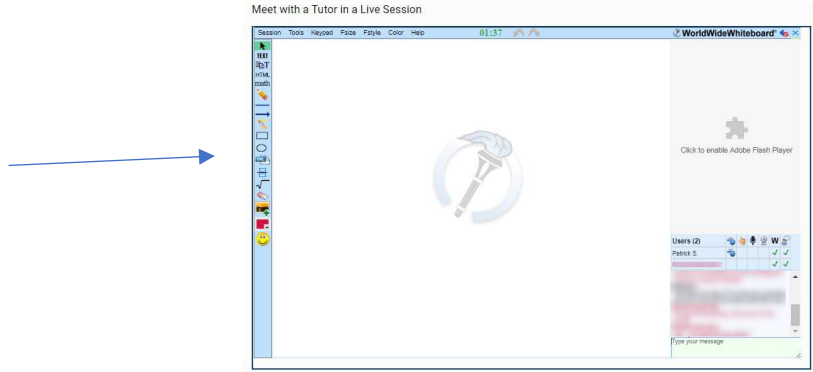 Meet with a Tutor in a Live Session
Session Tools Keypad Fsize Fstyle Color Help 01:37 WorldWideWhiteboard®
TEXT
HTML
math
Click to enable Adobe Flash Player
Users (2) W
Patrick S.
Type your message